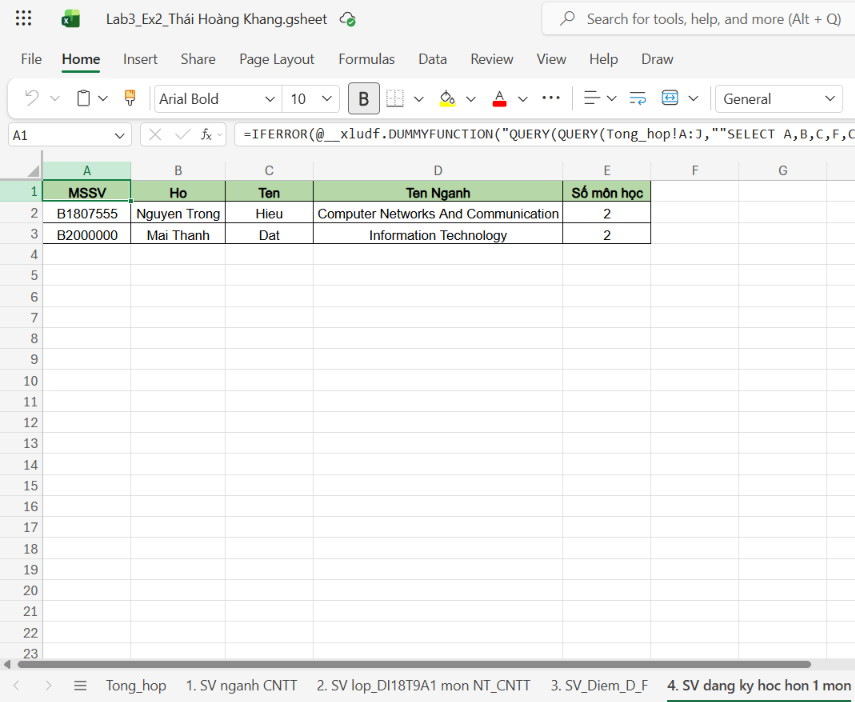 Lab3_Ex2_Thái Hoàng Khang.gsheet Search for tools, help, and more (Alt + Q)
File Home Insert Share Page Layout Formulas Data Review View Help Draw
Arial Bold 10 B A General
A1 fx =IFERROR(@__xludf.DUMMYFUNCTION("QUERY(QUERY(Tong_hop!A:J,""SELECT A,B,C,F,C
A B C D E F G
1 MSSV Ho Ten Ten Nganh Số môn học
2 B1807555 Nguyen Trong Hieu Computer Networks And Communication 2
3 B2000000 Mai Thanh Dat Information Technology 2
4
5
6
7
8
9
10
11
12
13
14
15
16
17
18
19
20
21
22
23
Tong_hop 1. SV nganh CNTT 2. SV lop_DI18T9A1 mon NT_CNTT 3. SV_Diem_D_F 4. SV dang ky hoc hon 1 mon